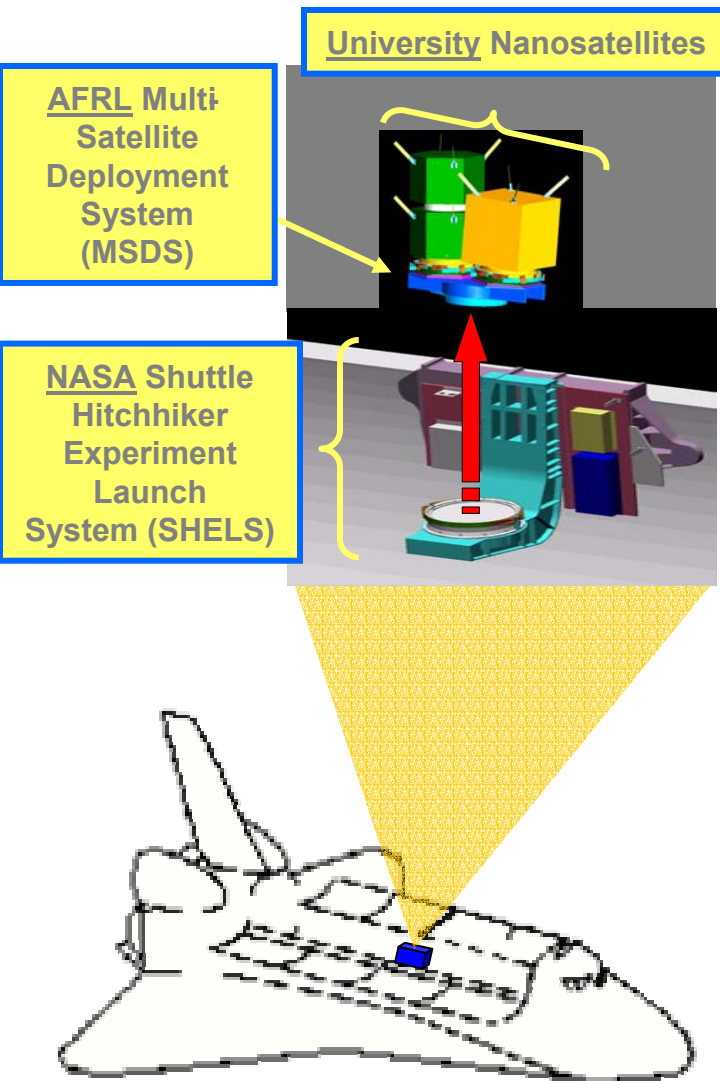 University Nanosatellites
AFRL Multi-
Satellite
Deployment
System
(MSDS)
NASA Shuttle
Hitchhiker
Experiment
Launch
System (SHELS)